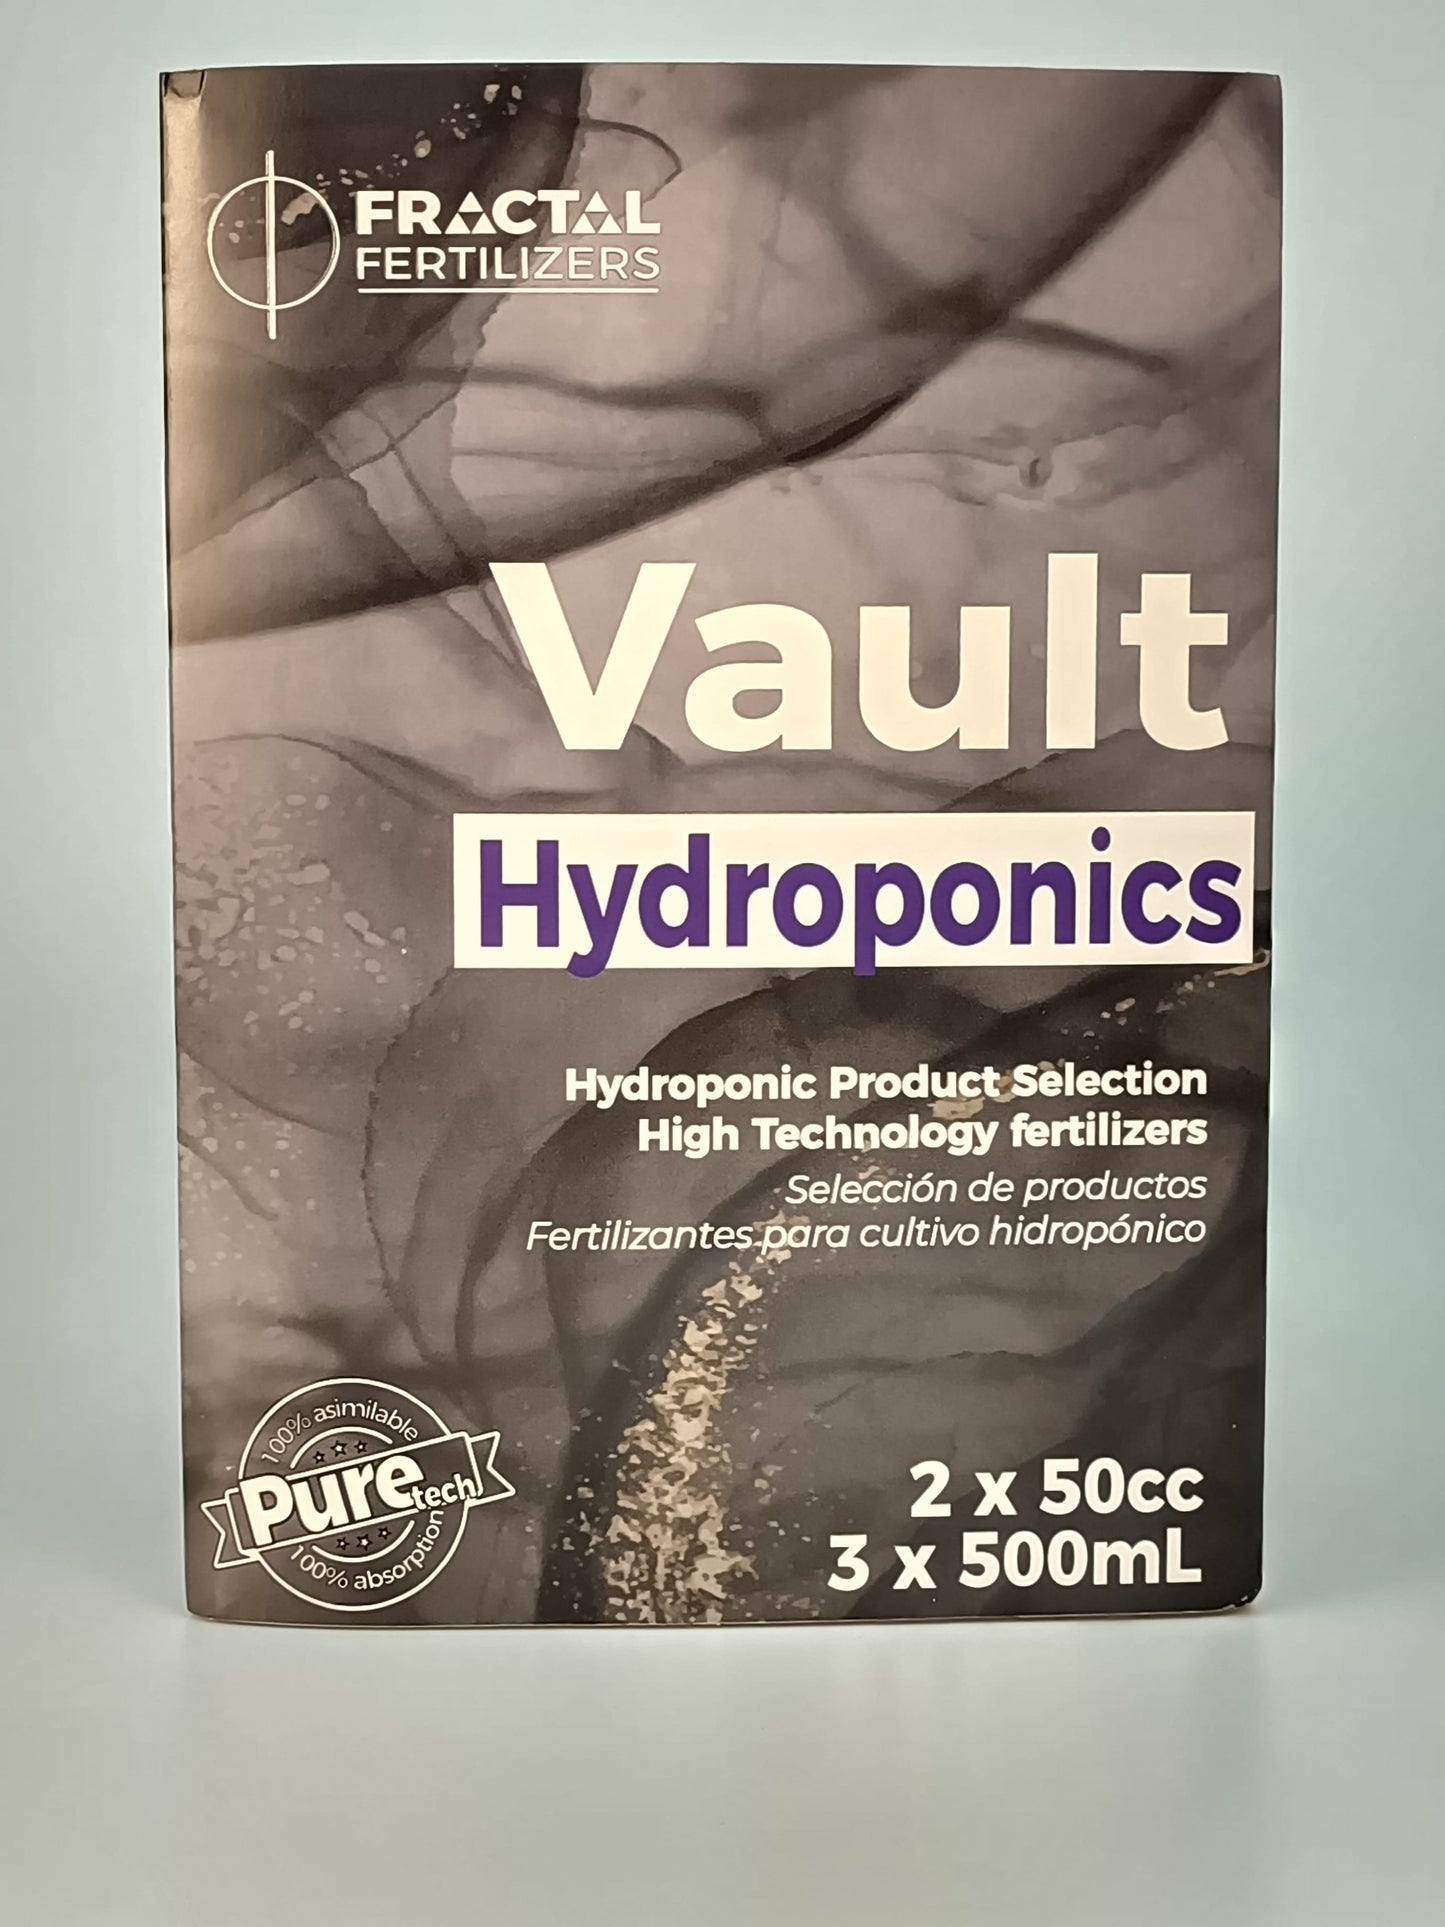 FRACTAL
FERTILIZERS
Vault
Hydroponics
Hydroponic Product Selection
High Technology fertilizers
Selección de productos
Fertilizantes para cultivo hidropónico
100% asimilable
Pure tech
100% absorption
2 x 50cc
3 x 500mL